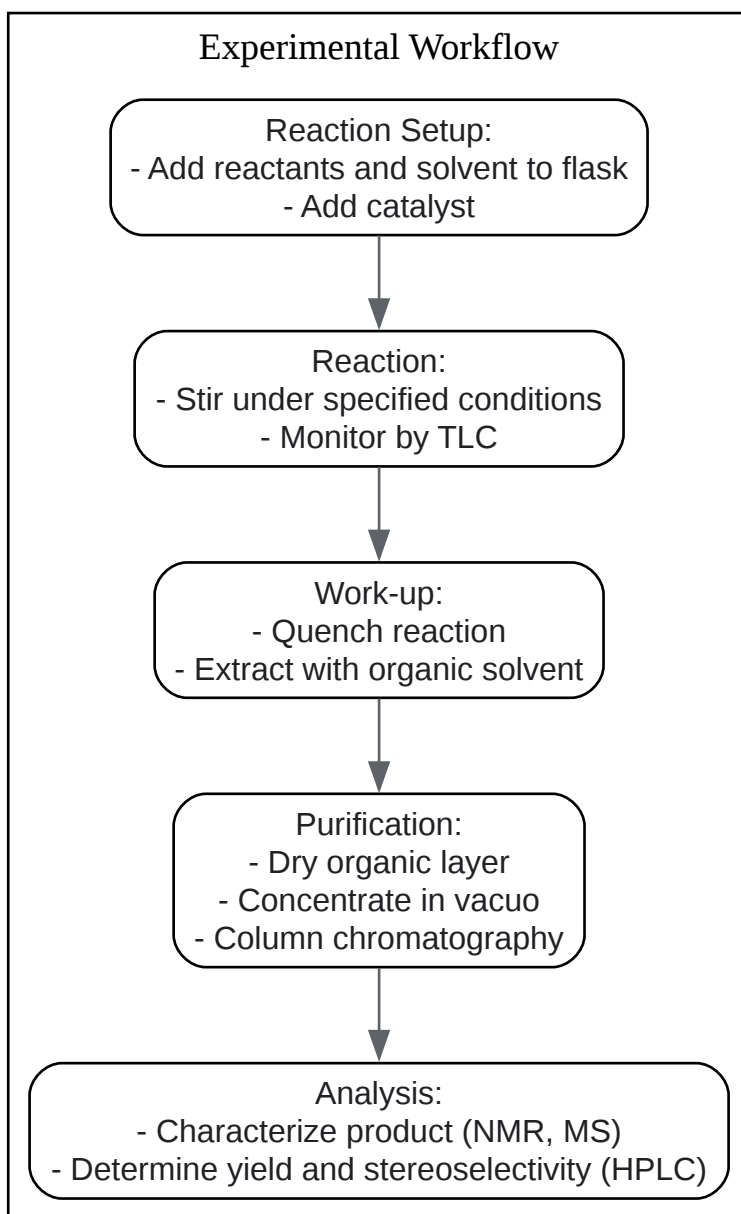 Experimental Workflow
Reaction Setup:
- Add reactants and solvent to flask
- Add catalyst
Reaction:
- Stir under specified conditions
- Monitor by TLC
Work-up:
- Quench reaction
- Extract with organic solvent
Purification:
- Dry organic layer
- Concentrate in vacuo
- Column chromatography
Analysis:
- Characterize product (NMR, MS)
- Determine yield and stereoselectivity (HPLC)